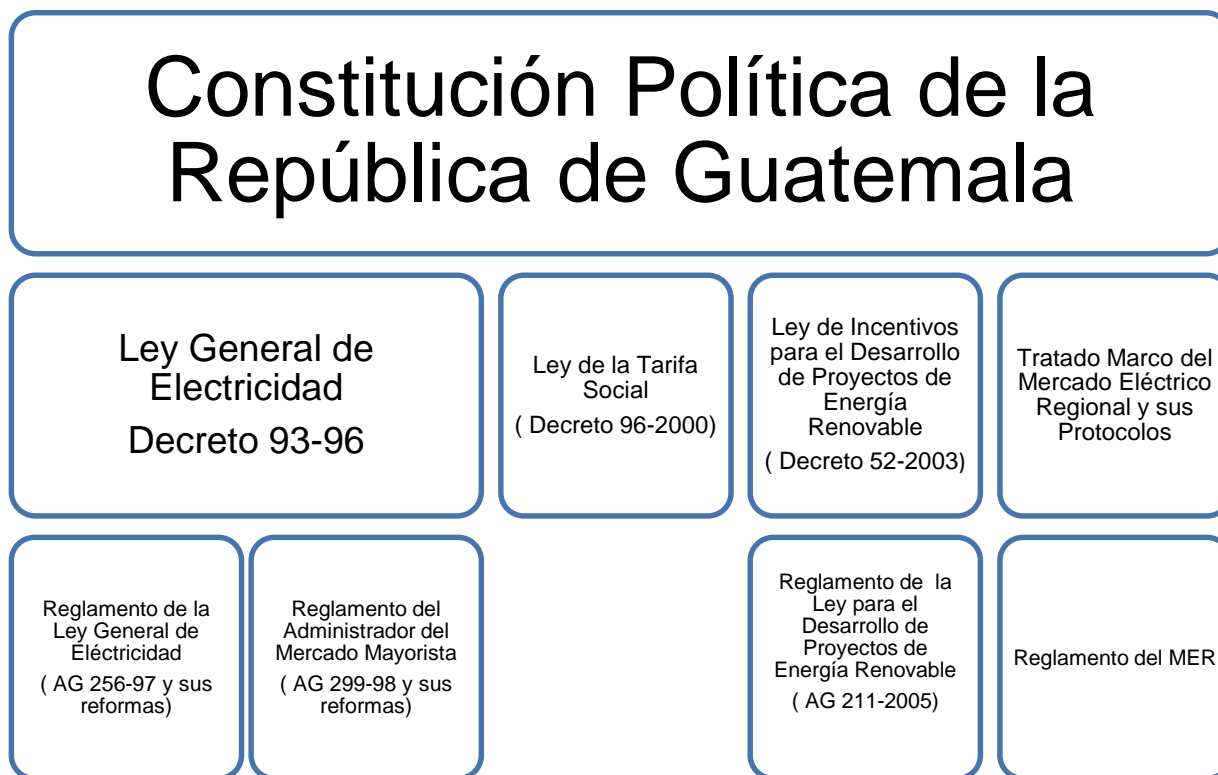 Constitución Política de la
República de Guatemala
Ley General de
Electricidad
Decreto 93-96
Ley de la Tarifa
Social
( Decreto 96-2000)
Ley de Incentivos
para el Desarrollo
de Proyectos de
Energía
Renovable
( Decreto 52-2003)
Tratado Marco del
Mercado Eléctrico
Regional y sus
Protocolos
Reglamento de la
Ley General de
Eléctricidad
( AG 256-97 y sus
reformas)
Reglamento del
Administrador del
Mercado Mayorista
( AG 299-98 y sus
reformas)
Reglamento de la
Ley para el
Desarrollo de
Proyectos de
Energía Renovable
( AG 211-2005)
Reglamento del MER